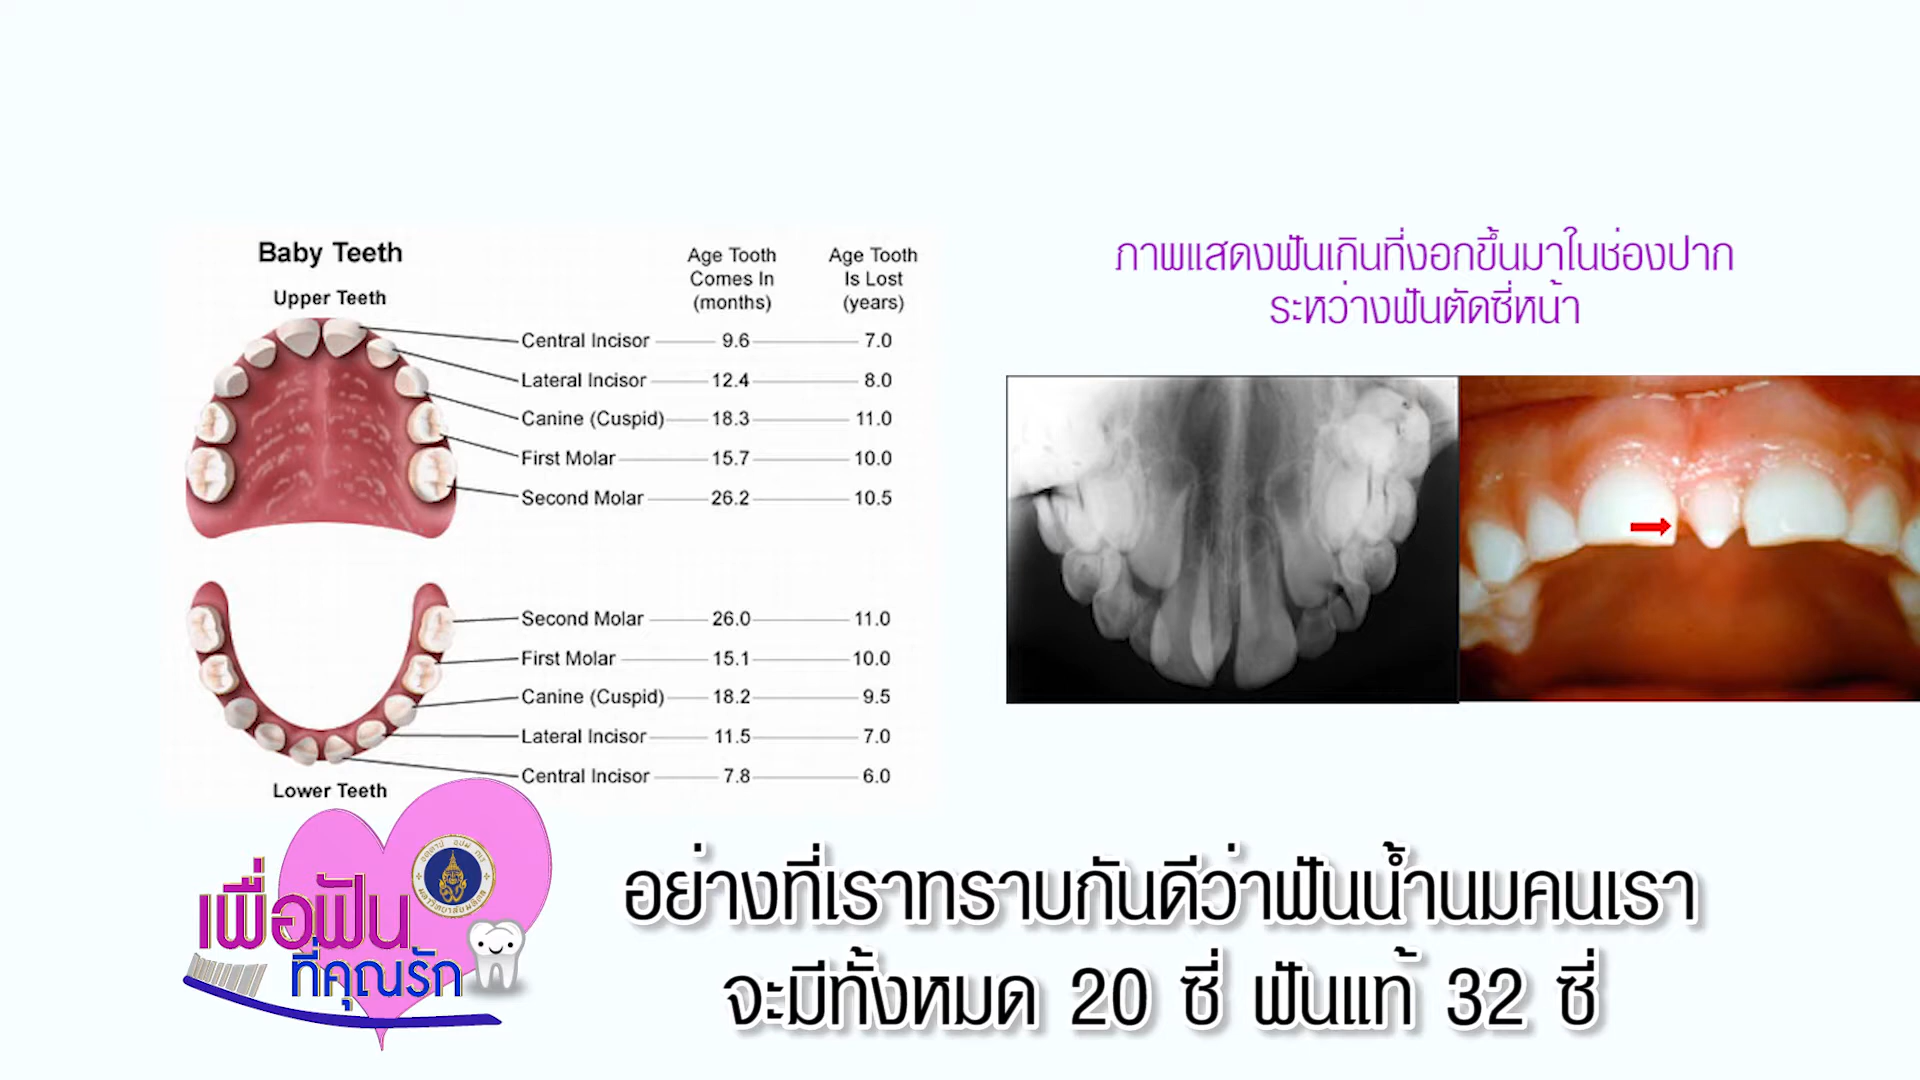 Baby Teeth
Upper Teeth
Age Tooth Comes In (months)
Age Tooth Is Lost (years)
Central Incisor 9.6 7.0
Lateral Incisor 12.4 8.0
Canine (Cuspid) 18.3 11.0
First Molar 15.7 10.0
Second Molar 26.2 10.5
Second Molar 26.0 11.0
First Molar 15.1 10.0
Canine (Cuspid) 18.2 9.5
Lateral Incisor 11.5 7.0
Central Incisor 7.8 6.0
Lower Teeth
ภาพแสดงฟันเกินที่งอกขึ้นมาในช่องปาก
ระหว่างฟันตัดซี่หน้า
เพื่อฟัน
ที่คุณรัก
อย่างที่เราทราบกันดีว่าฟันน้ำนมคนเรา
จะมีทั้งหมด 20 ซี่ ฟันแท้ 32 ซี่